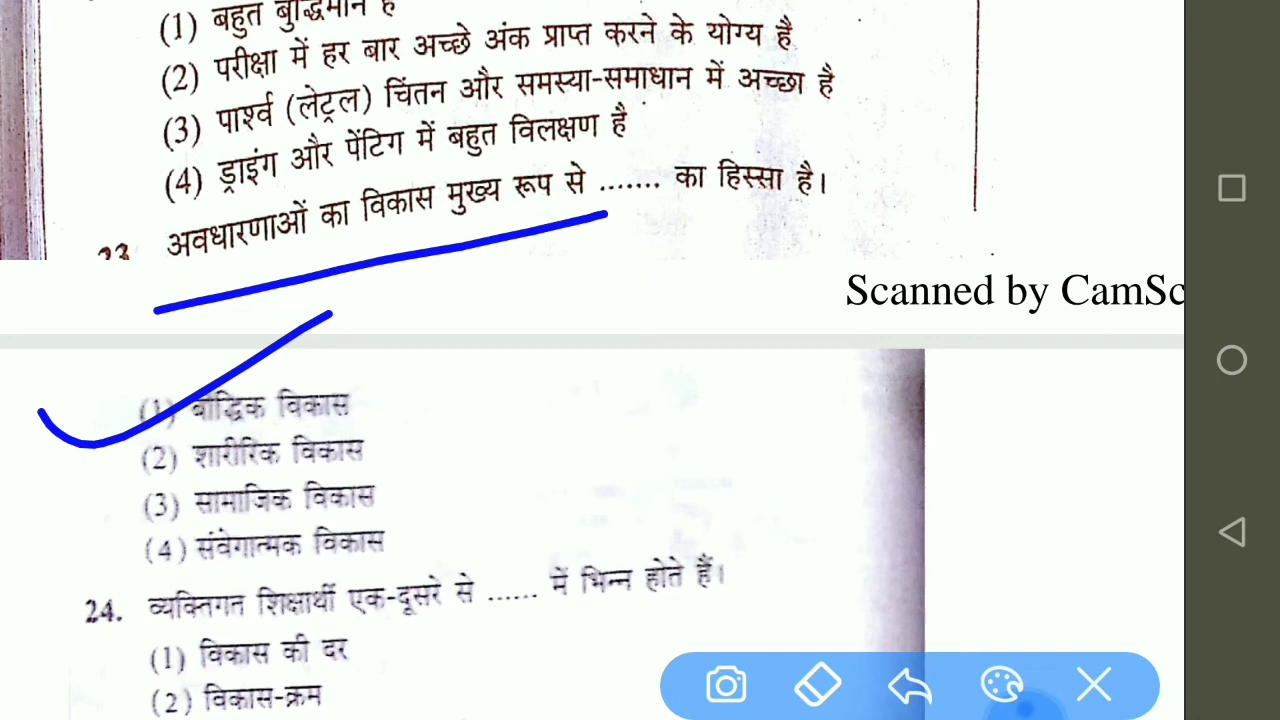 (1) बहुत बुद्धिमान है
(2) परीक्षा में हर बार अच्छे अंक प्राप्त करने के योग्य है
(3) पार्श्व (लेट्रल) चिंतन और समस्या-समाधान में अच्छा है
(4) ड्राइंग और पेंटिग में बहुत विलक्षण है
23. अवधारणाओं का विकास मुख्य रूप से ....... का हिस्सा है।
Scanned by CamSc
(1) बौद्धिक विकास
(2) शारीरिक विकास
(3) सामाजिक विकास
(4) संवेगात्मक विकास
24. व्यक्तिगत शिक्षार्थी एक-दूसरे से ...... में भिन्न होते हैं।
(1) विकास की दर
(2) विकास-क्रम